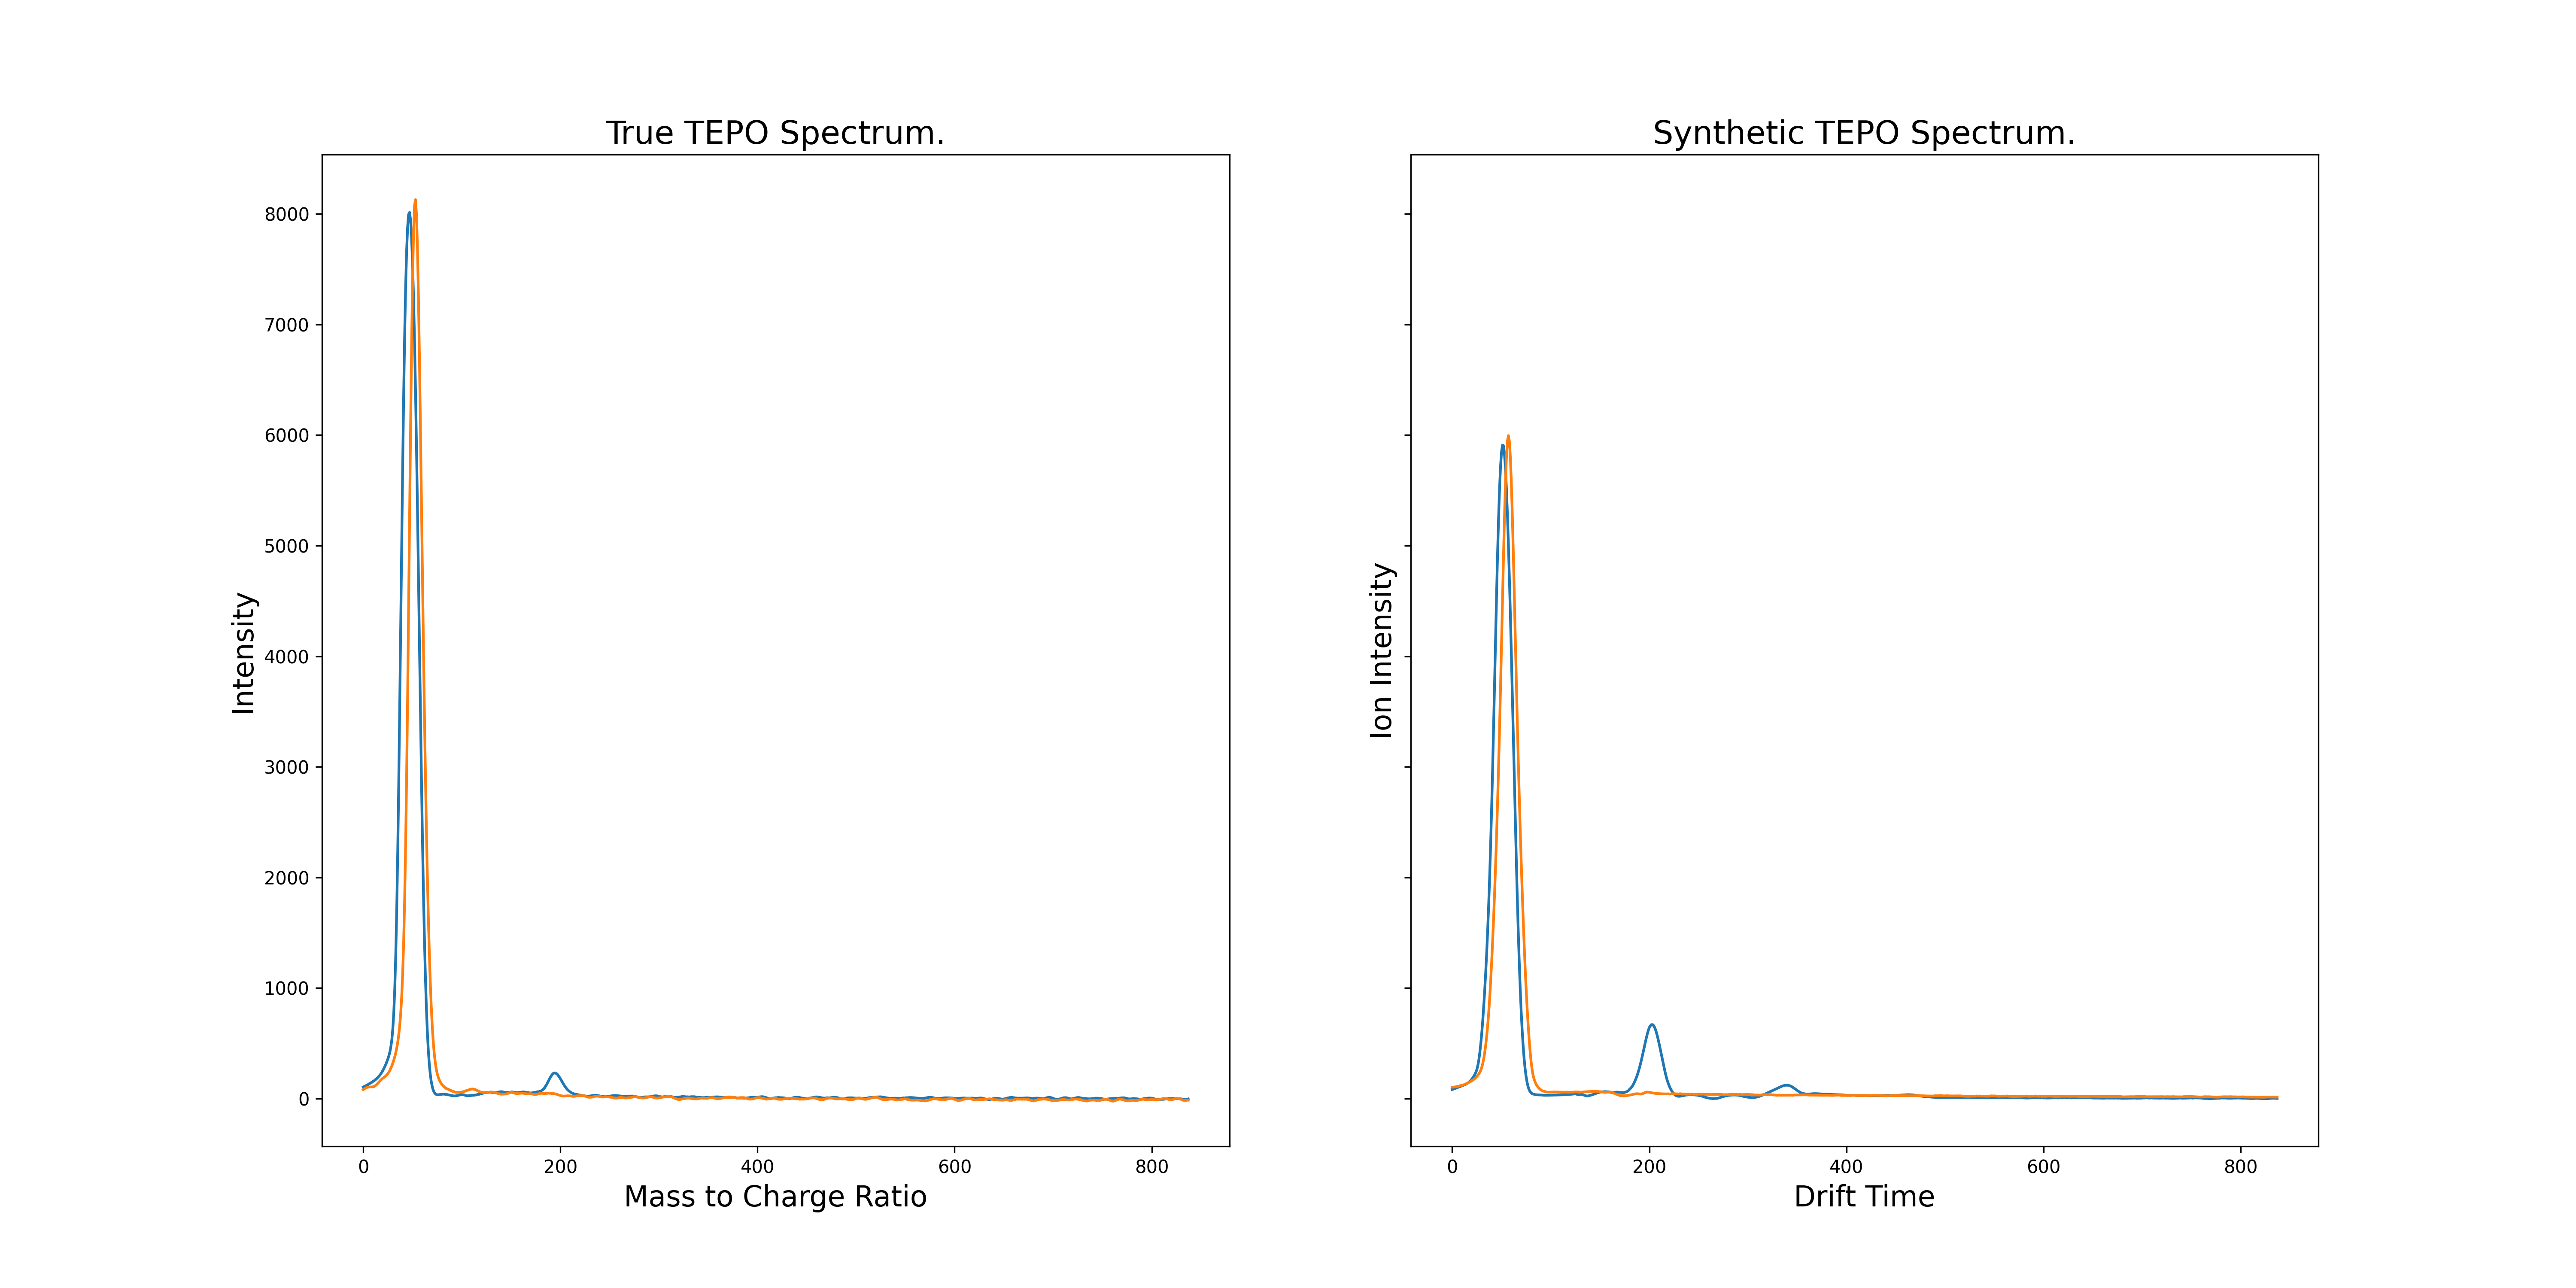 True TEPO Spectrum.
Intensity
8000
7000
6000
5000
4000
3000
2000
1000
0
0 200 400 600 800
Mass to Charge Ratio
Synthetic TEPO Spectrum.
Ion Intensity
0 200 400 600 800
Drift Time